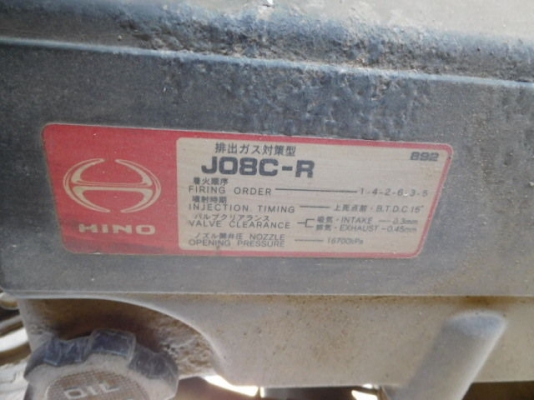 排出ガス対策型 892
J08C-R
着火順序
FIRING ORDER 1-4-2-6-3-5
噴射時期
INJECTION TIMING 上死点前・B.T.D.C.15°
バルブクリアランス
VALVE CLEARANCE
吸気・INTAKE 0.3mm
排気・EXHAUST 0.45mm
ノズル開弁圧 NOZZLE
OPENING PRESSURE
HINO
OIL